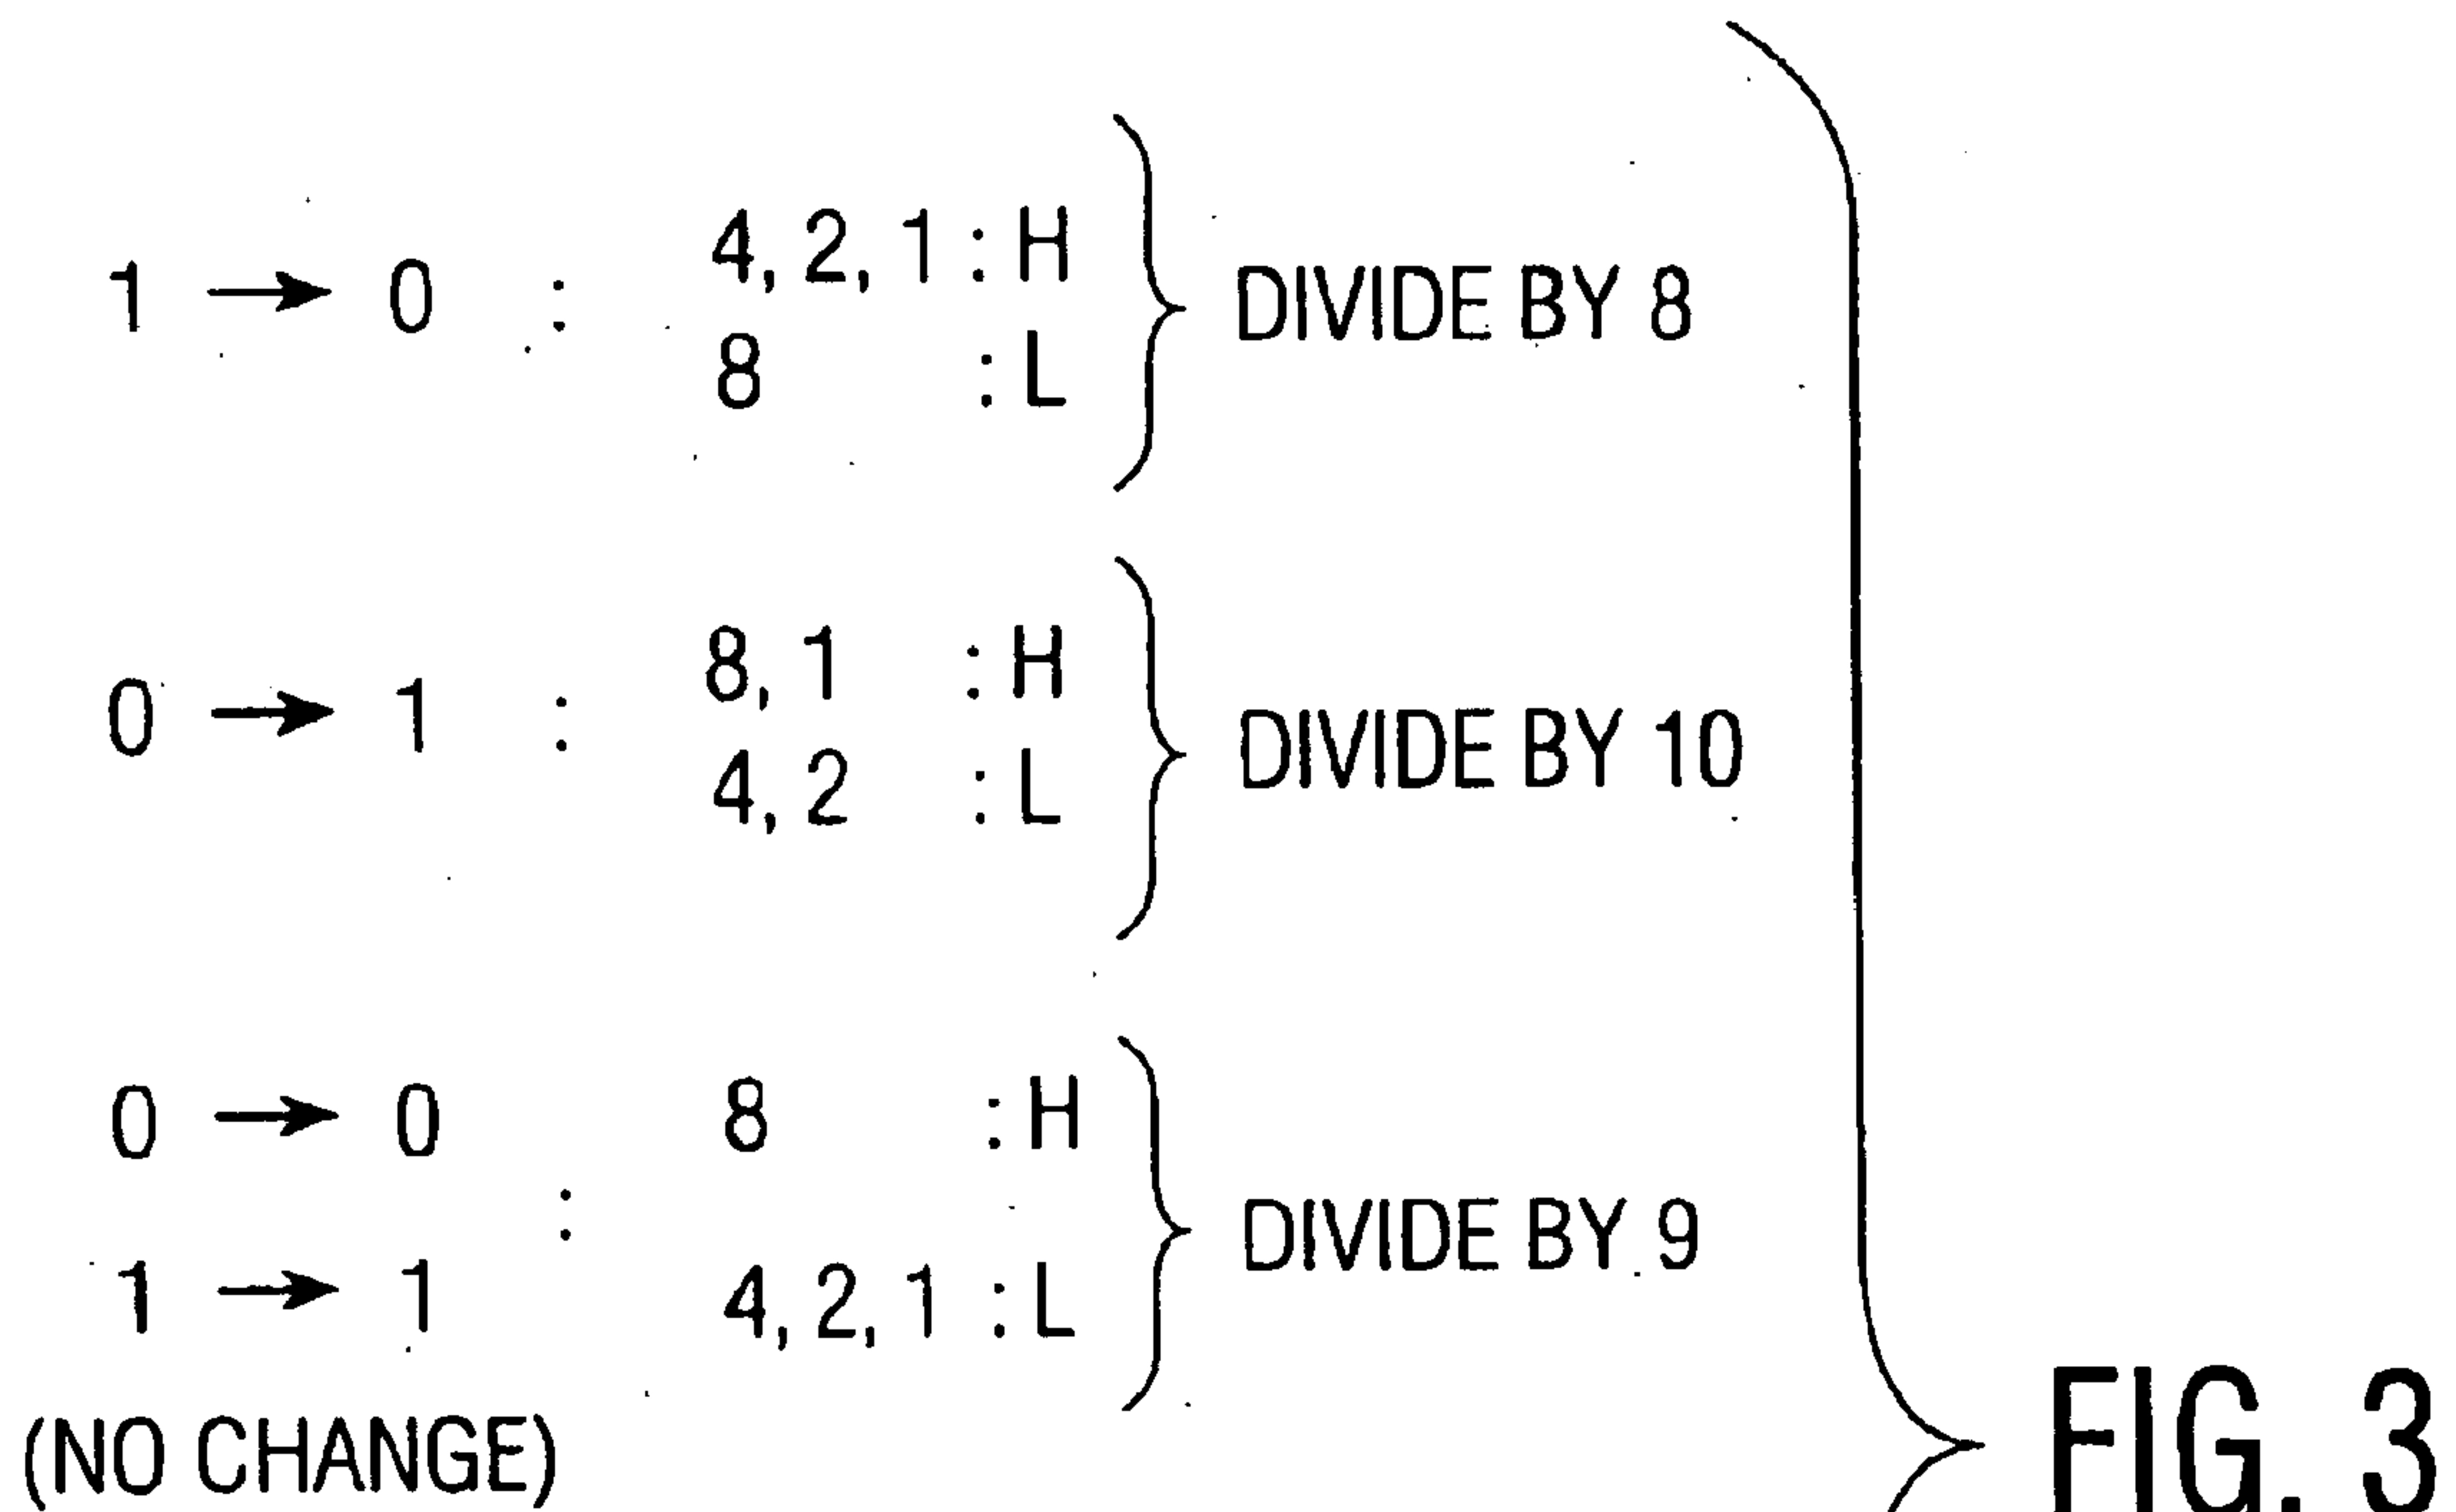 1 → 0 : 4, 2, 1 : H
8 : L
DIVIDE BY 8
0 → 1 : 8, 1 : H
4, 2 : L
DIVIDE BY 10
0 → 0 8 : H
:
1 → 1 4, 2, 1 : L
DIVIDE BY 9
(NO CHANGE)
FIG. 3